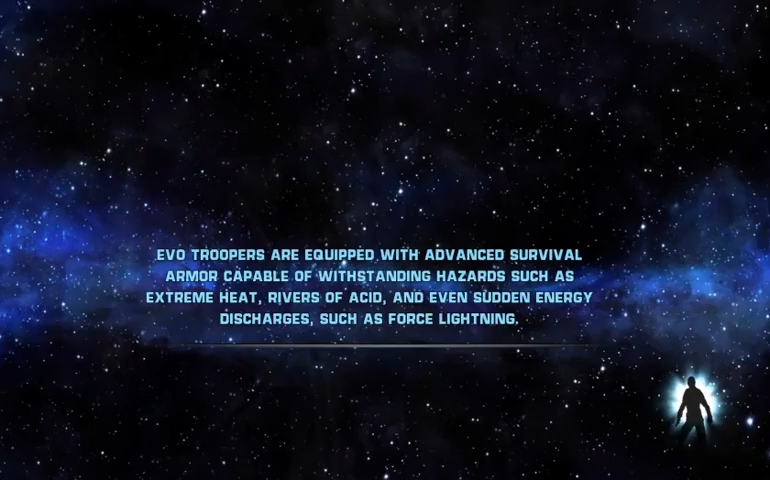 EVO TROOPERS ARE EQUIPPED WITH ADVANCED SURVIVAL
ARMOR CAPABLE OF WITHSTANDING HAZARDS SUCH AS
EXTREME HEAT, RIVERS OF ACID, AND EVEN SUDDEN ENERGY
DISCHARGES, SUCH AS FORCE LIGHTNING.